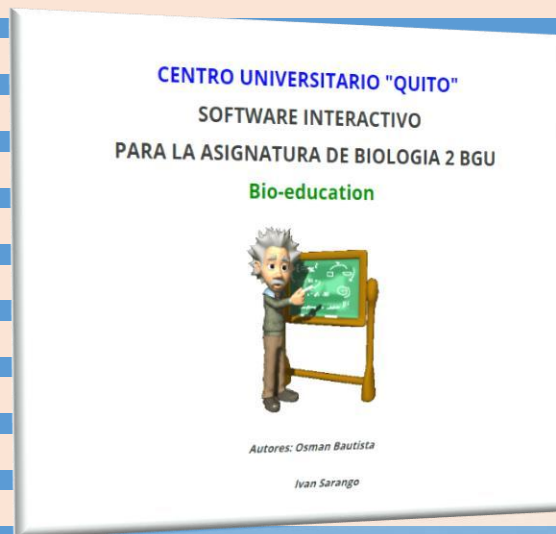 CENTRO UNIVERSITARIO "QUITO"
SOFTWARE INTERACTIVO
PARA LA ASIGNATURA DE BIOLOGIA 2 BGU
Bio-education
Autores: Osman Bautista
Ivan Sarango